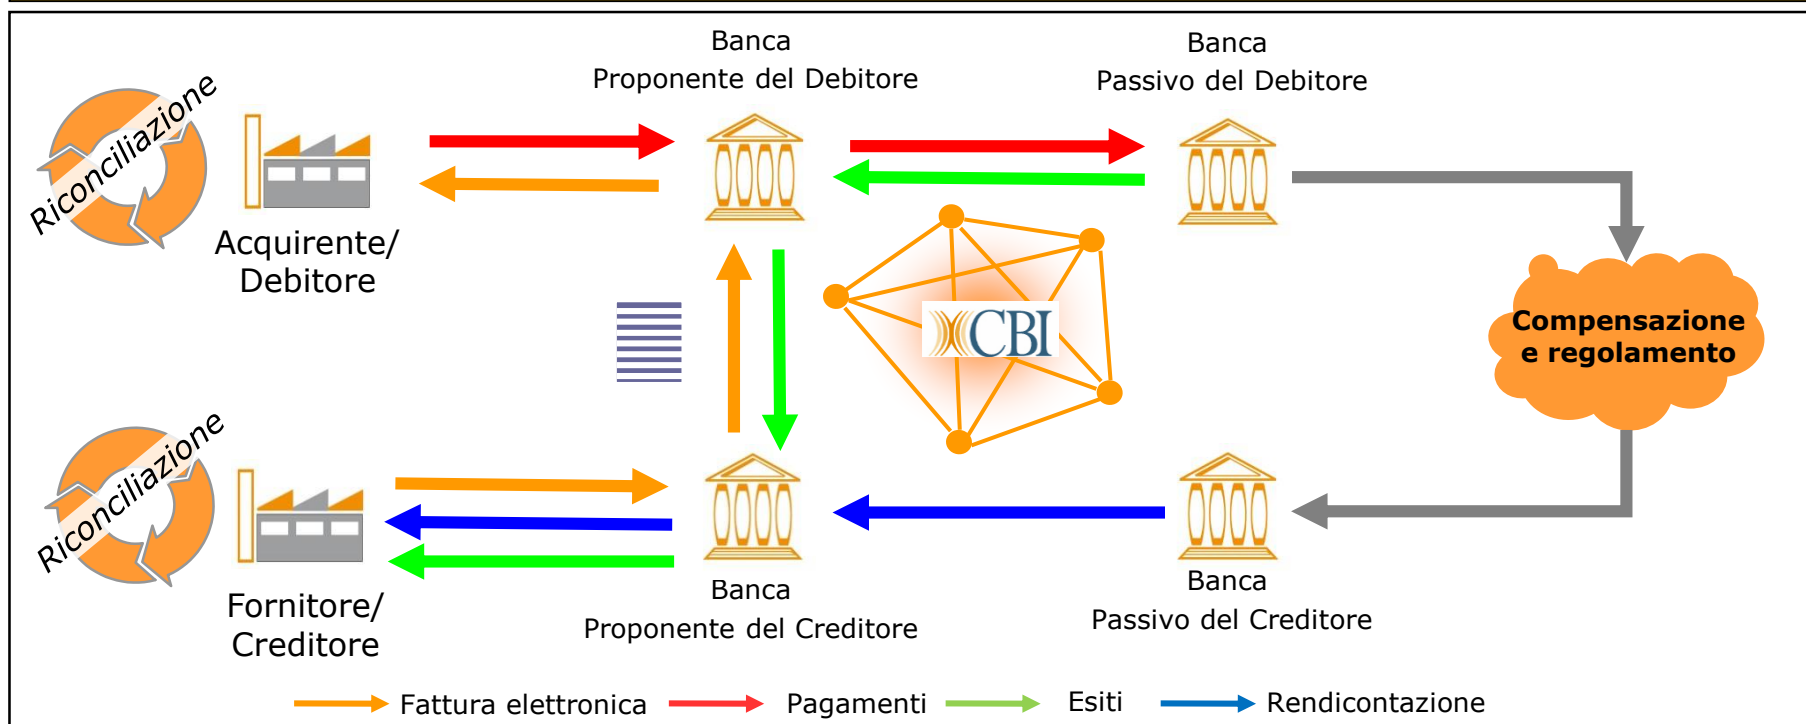 Banca
Proponente del Debitore
Banca
Passivo del Debitore
Riconciliazione
Acquirente/
Debitore
CBI
Compensazione
e regolamento
Riconciliazione
Fornitore/
Creditore
Banca
Proponente del Creditore
Banca
Passivo del Creditore
Fattura elettronica
Pagamenti
Esiti
Rendicontazione